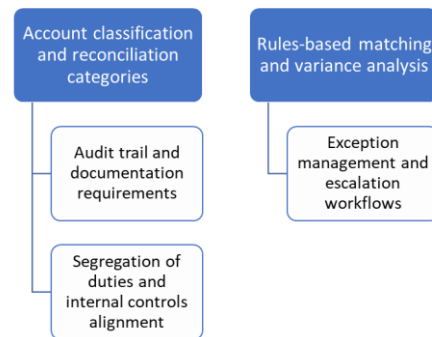 Account classification
and reconciliation
categories
Audit trail and
documentation
requirements
Segregation of
duties and
internal controls
alignment
Rules-based matching
and variance analysis
Exception
management and
escalation
workflows